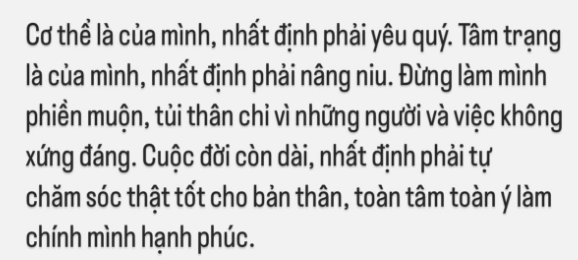 Cơ thể là của mình, nhất định phải yêu quý. Tâm trạng
là của mình, nhất định phải nâng niu. Đừng làm mình
phiền muộn, tủi thân chỉ vì những người và việc không
xứng đáng. Cuộc đời còn dài, nhất định phải tự
chăm sóc thật tốt cho bản thân, toàn tâm toàn ý làm
chính mình hạnh phúc.